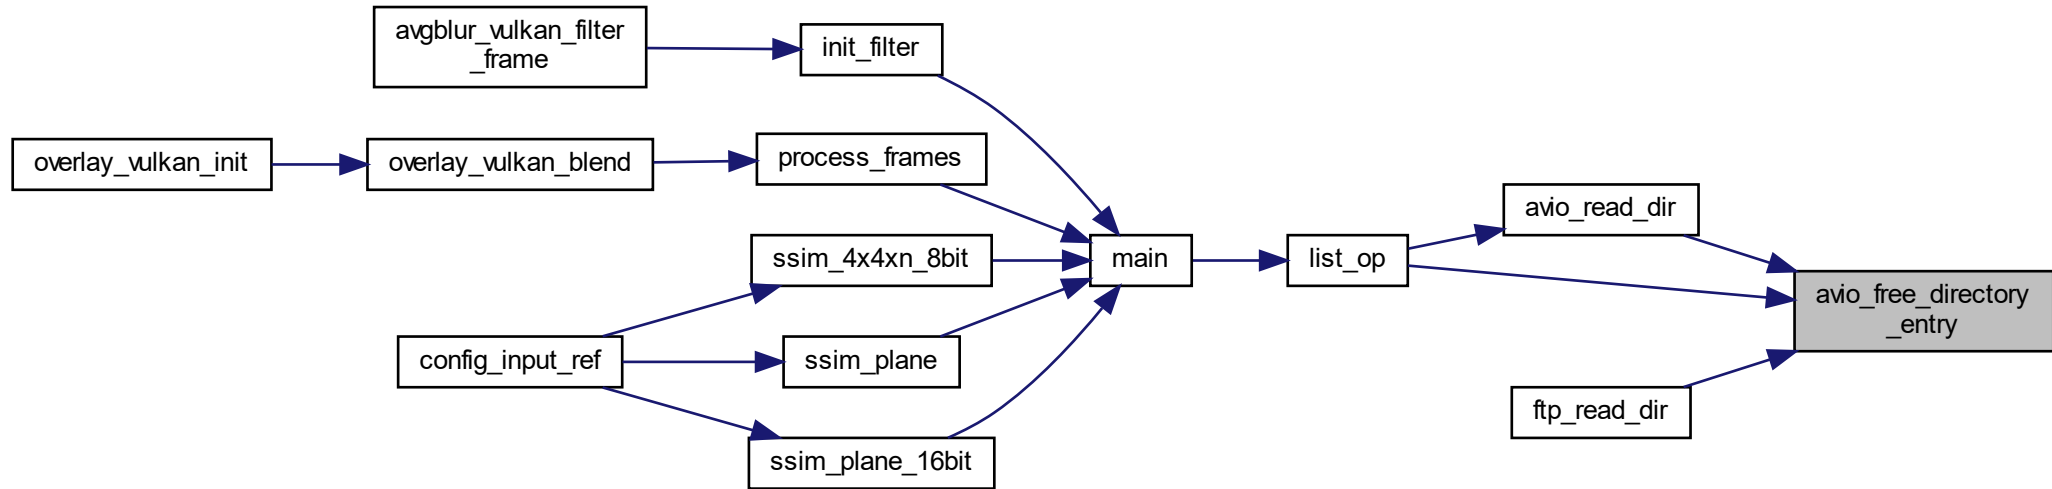 avgblur_vulkan_filter
_frame
init_filter
overlay_vulkan_init
overlay_vulkan_blend
process_frames
ssim_4x4xn_8bit
main
list_op
avio_read_dir
avio_free_directory
_entry
config_input_ref
ssim_plane
ftp_read_dir
ssim_plane_16bit